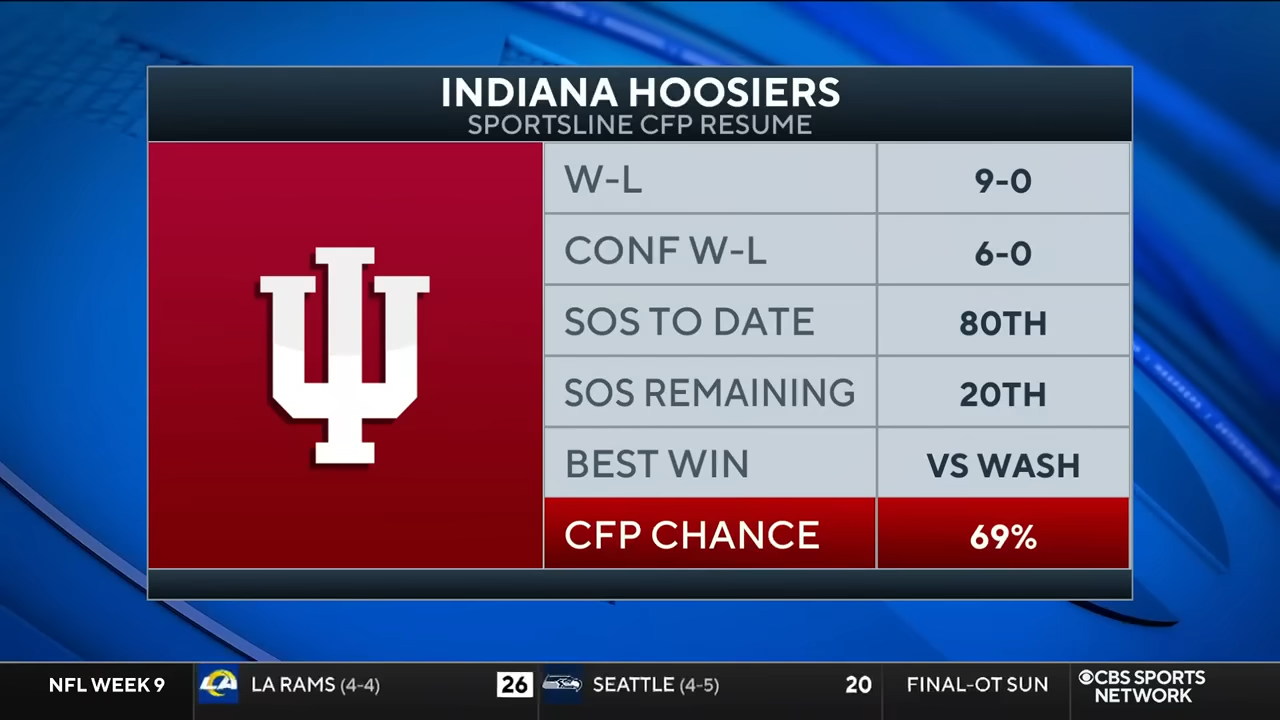 INDIANA HOOSIERS
SPORTSLINE CFP RESUME
W-L 9-0
CONF W-L 6-0
SOS TO DATE 80TH
SOS REMAINING 20TH
BEST WIN VS WASH
CFP CHANCE 69%
NFL WEEK 9 LA RAMS (4-4) 26 SEATTLE (4-5) 20 FINAL-OT SUN CBS SPORTS
NETWORK